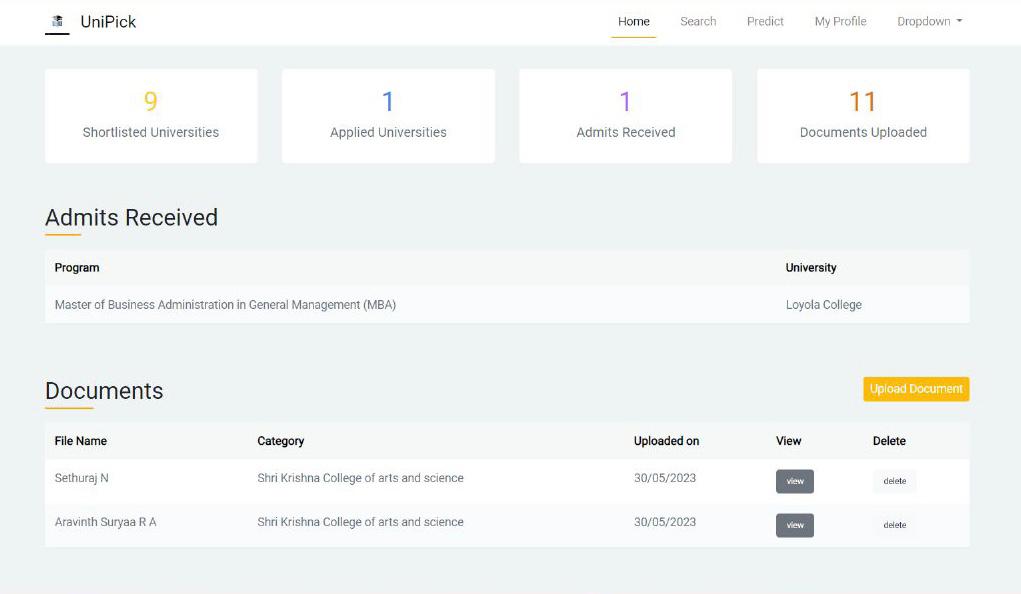 UniPick Home Search Predict My Profile Dropdown
9 1 1 11
Shortlisted Universities Applied Universities Admits Received Documents Uploaded
Admits Received
Program University
Master of Business Administration in General Management (MBA) Loyola College
Documents Upload Document
File Name Category Uploaded on View Delete
Sethuraj N Shri Krishna College of arts and science 30/05/2023 view delete
Aravinth Suryaa R A Shri Krishna College of arts and science 30/05/2023 view delete